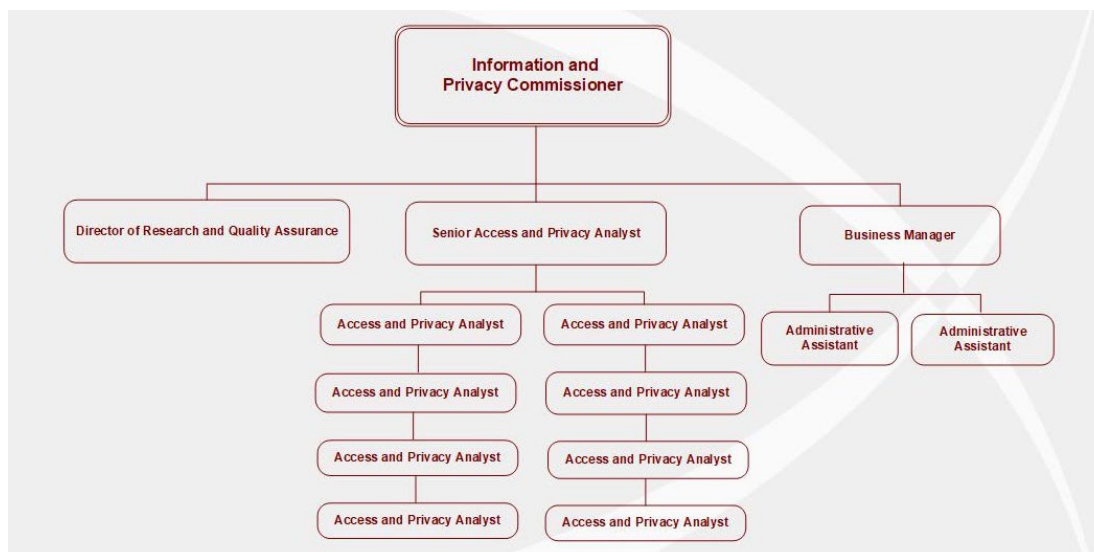 Information and
Privacy Commissioner
Director of Research and Quality Assurance
Senior Access and Privacy Analyst
Business Manager
Access and Privacy Analyst
Access and Privacy Analyst
Administrative
Assistant
Administrative
Assistant
Access and Privacy Analyst
Access and Privacy Analyst
Access and Privacy Analyst
Access and Privacy Analyst
Access and Privacy Analyst
Access and Privacy Analyst